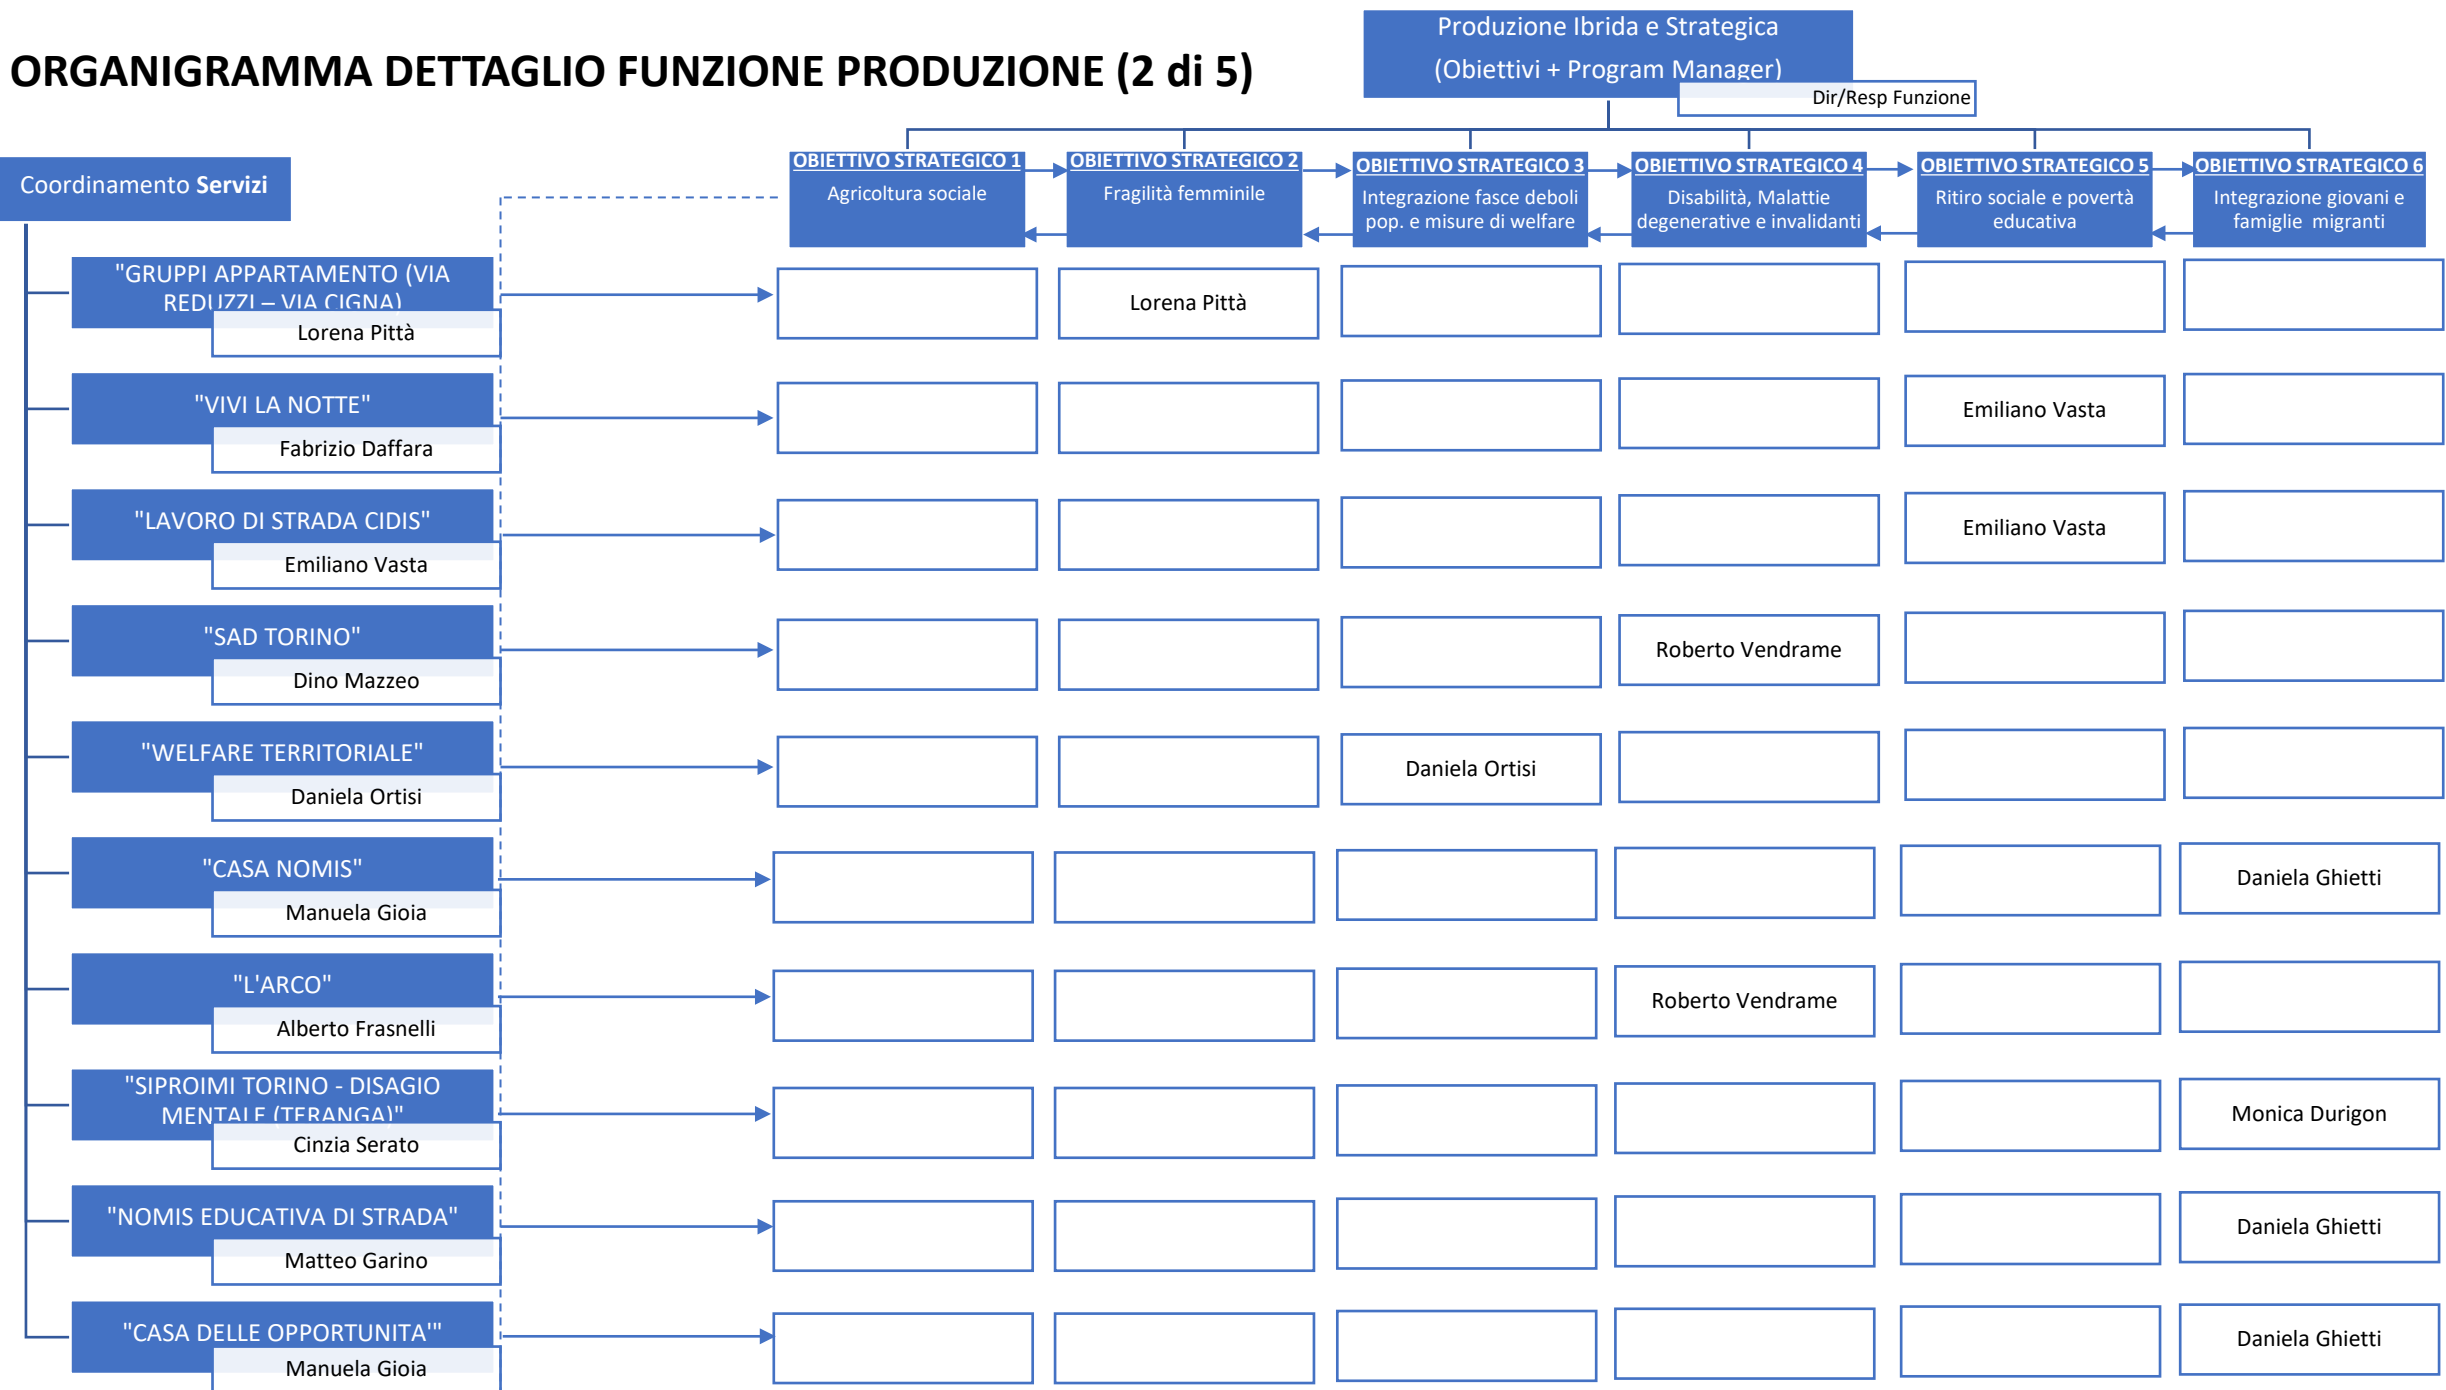 ORGANIGRAMMA DETTAGLIO FUNZIONE PRODUZIONE (2 di 5)
Produzione Ibrida e Strategica
(Obiettivi + Program Manager)
Dir/Resp Funzione
Coordinamento Servizi
OBIETTIVO STRATEGICO 1
Agricoltura sociale
OBIETTIVO STRATEGICO 2
Fragilità femminile
OBIETTIVO STRATEGICO 3
Integrazione fasce deboli
pop. e misure di welfare
OBIETTIVO STRATEGICO 4
Disabilità, Malattie
degenerative e invalidanti
OBIETTIVO STRATEGICO 5
Ritiro sociale e povertà
educativa
OBIETTIVO STRATEGICO 6
Integrazione giovani e
famiglie migranti
"GRUPPI APPARTAMENTO (VIA
REDUZZI – VIA CIGNA)
Lorena Pittà
Lorena Pittà
"VIVI LA NOTTE"
Fabrizio Daffara
Emiliano Vasta
"LAVORO DI STRADA CIDIS"
Emiliano Vasta
Emiliano Vasta
"SAD TORINO"
Dino Mazzeo
Roberto Vendrame
"WELFARE TERRITORIALE"
Daniela Ortisi
Daniela Ortisi
"CASA NOMIS"
Manuela Gioia
Daniela Ghietti
"L'ARCO"
Alberto Frasnelli
Roberto Vendrame
"SIPROIMI TORINO - DISAGIO
MENTALE (TERANGA)"
Cinzia Serato
Monica Durigon
"NOMIS EDUCATIVA DI STRADA"
Matteo Garino
Daniela Ghietti
"CASA DELLE OPPORTUNITA'"
Manuela Gioia
Daniela Ghietti